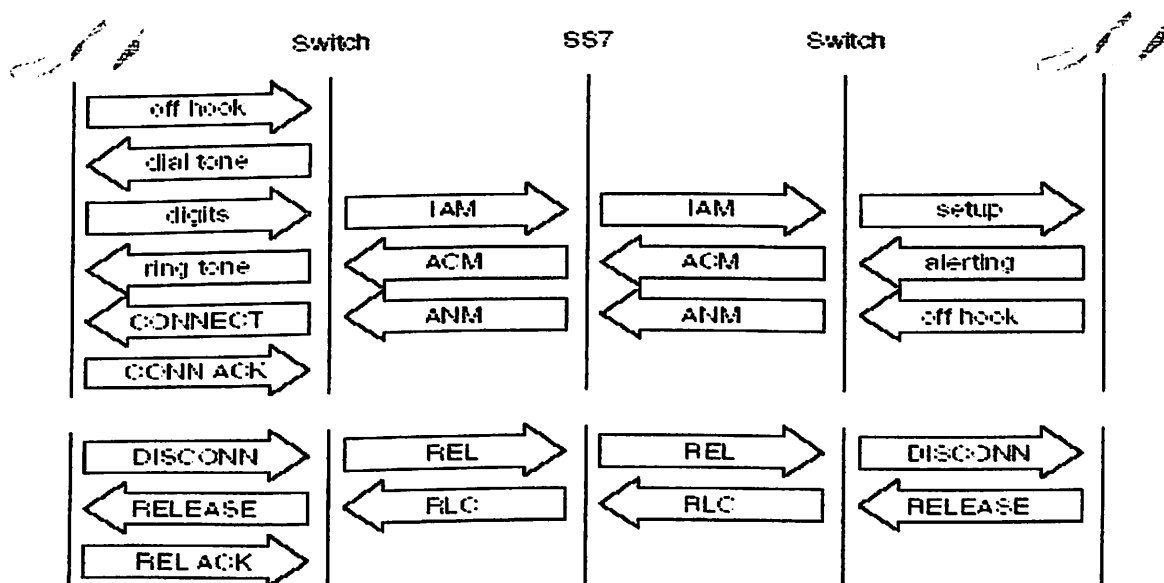 Switch SS7 Switch
off hook
dial tone
digits IAM IAM setup
ring tone ACM ACM alerting
CONNECT ANM ANM off hook
CONN ACK
DISCONN REL REL DISCONN
RELEASE RLC RLC RELEASE
REL ACK